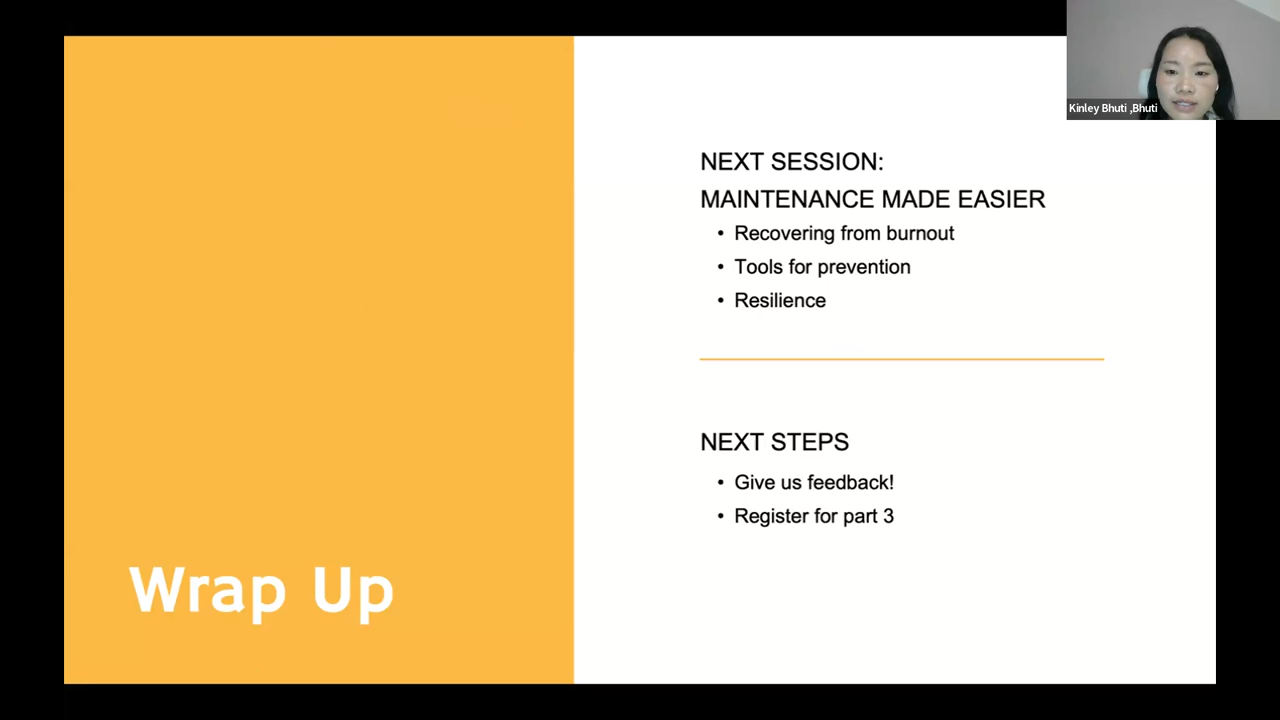 Kinley Bhuti ,Bhuti
NEXT SESSION:
MAINTENANCE MADE EASIER
• Recovering from burnout
• Tools for prevention
• Resilience
NEXT STEPS
• Give us feedback!
• Register for part 3
Wrap Up